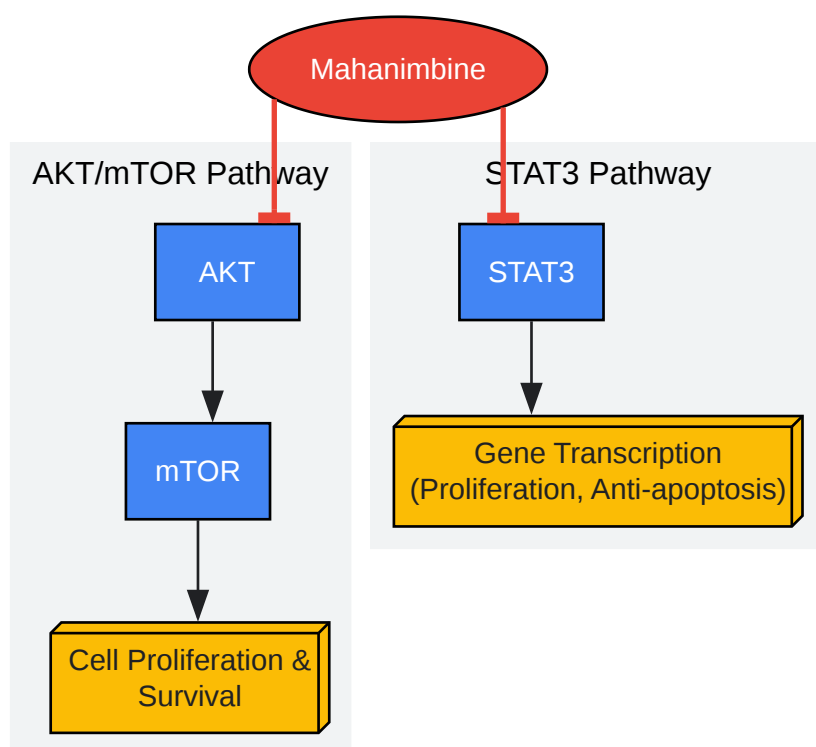 Mahanimbine
AKT/mTOR Pathway
STAT3 Pathway
AKT
STAT3
mTOR
Gene Transcription
(Proliferation, Anti-apoptosis)
Cell Proliferation &
Survival